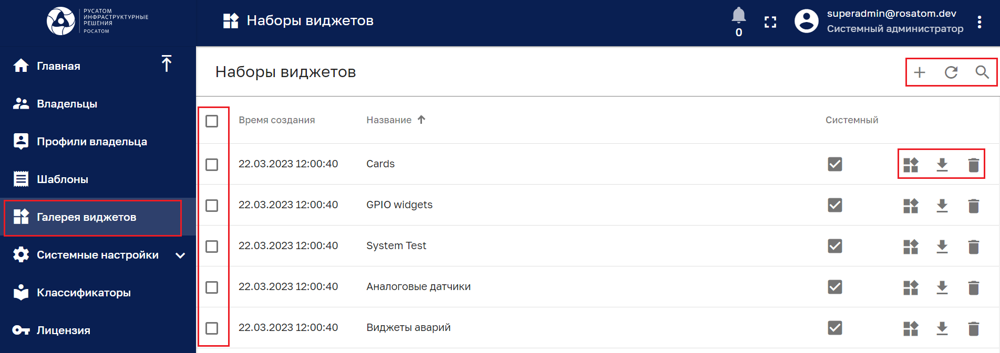 РУСАТОМ
ИНФРАСТРУКТУРНЫЕ
РЕШЕНИЯ
РОСАТОМ
Наборы виджетов
0
superadmin@rosatom.dev
Системный администратор
Главная
Владельцы
Профили владельца
Шаблоны
Галерея виджетов
Системные настройки
Классификаторы
Лицензия
Наборы виджетов
Время создания Название Системный
22.03.2023 12:00:40 Cards
22.03.2023 12:00:40 GPIO widgets
22.03.2023 12:00:40 System Test
22.03.2023 12:00:40 Аналоговые датчики
22.03.2023 12:00:40 Виджеты аварий